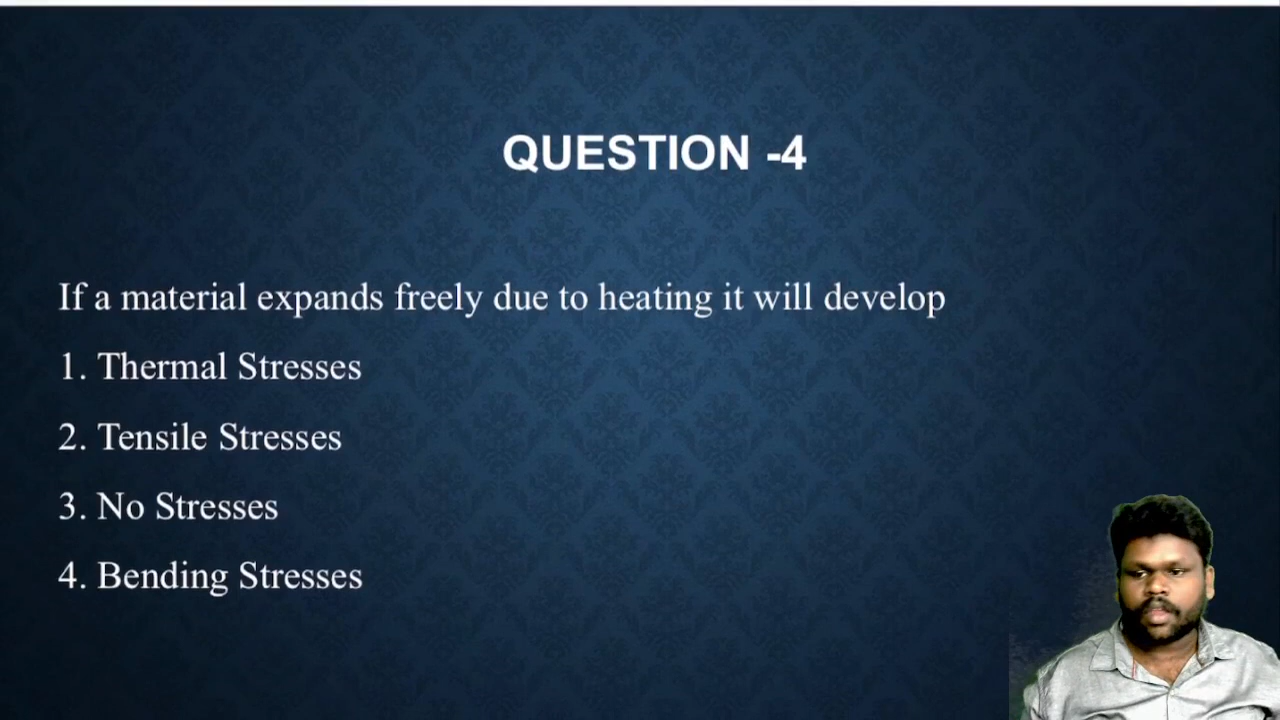 QUESTION -4
If a material expands freely due to heating it will develop
1. Thermal Stresses
2. Tensile Stresses
3. No Stresses
4. Bending Stresses